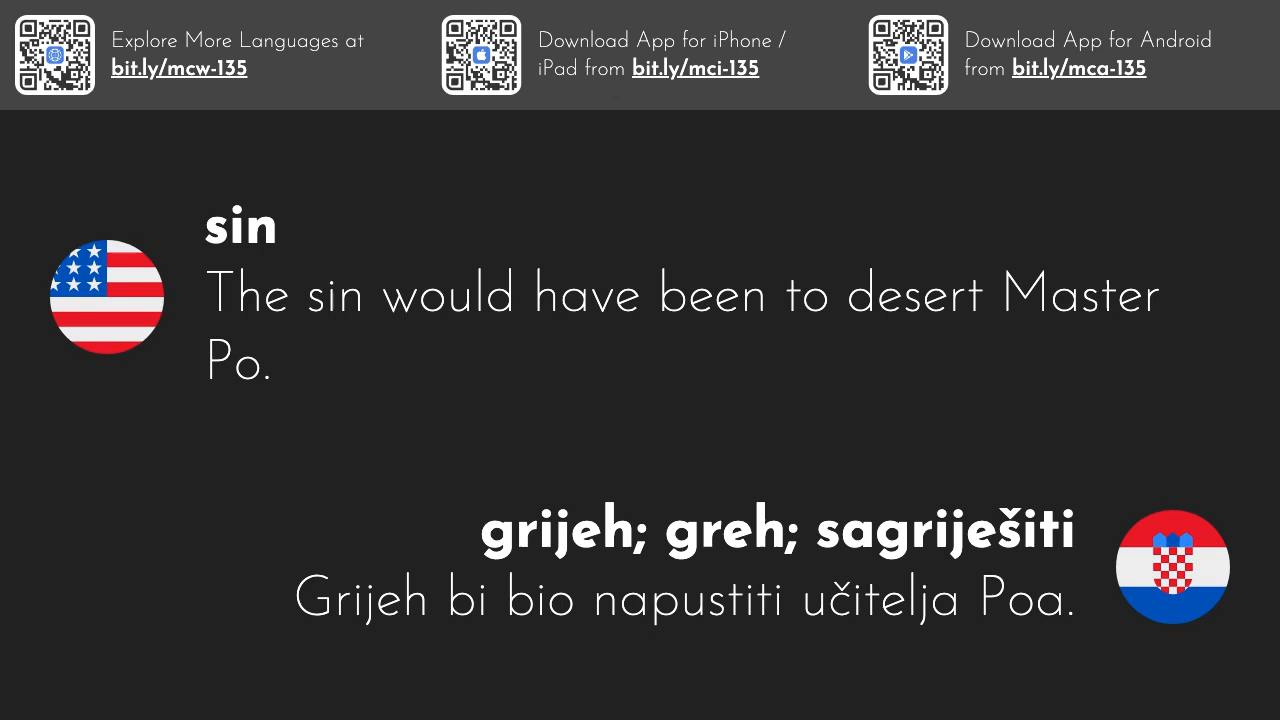 Explore More Languages at
bit.ly/mcw-135
Download App for iPhone /
iPad from bit.ly/mci-135
Download App for Android
from bit.ly/mca-135
sin
The sin would have been to desert Master
Po.
grijeh; greh; sagriješiti
Grijeh bi bio napustiti učitelja Poa.